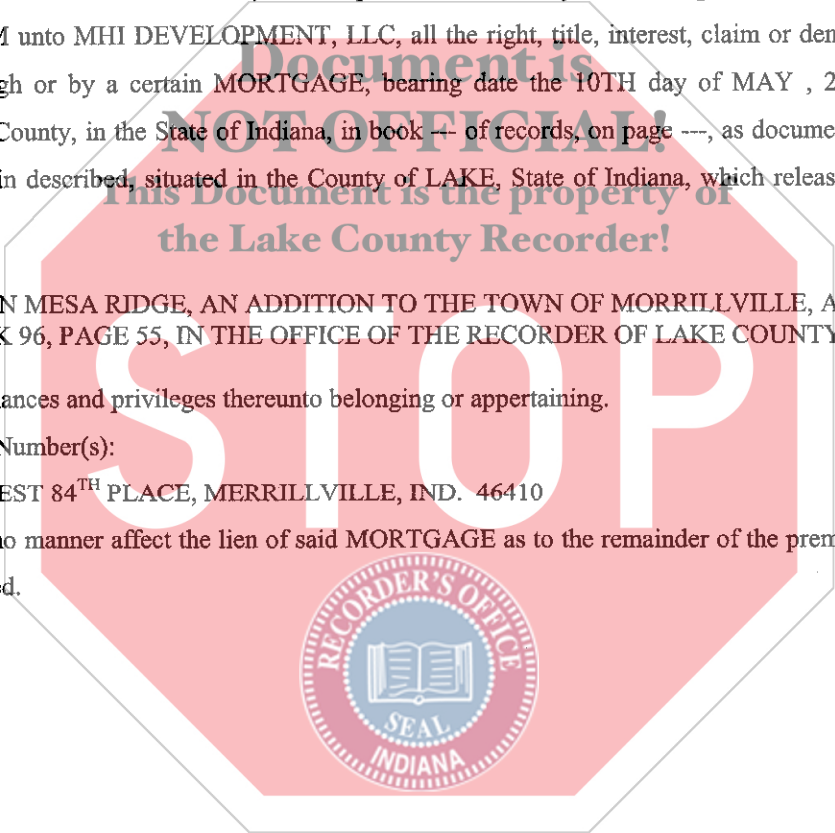 M unto MHI DEVELOPMENT, LLC, all the right, title, interest, claim or den
Document is
gh or by a certain MORTGAGE, bearing date the 10TH day of MAY , 2
NOT OFFICIAL!
County, in the State of Indiana, in book --- of records, on page ---, as docume
in described, situated in the County of LAKE, State of Indiana, which releas
This Document is the property of
the Lake County Recorder!
N MESA RIDGE, AN ADDITION TO THE TOWN OF MORRILLVILLE, A
K 96, PAGE 55, IN THE OFFICE OF THE RECORDER OF LAKE COUNTY
STOP
ances and privileges thereunto belonging or appertaining.
Number(s):
EST 84TH PLACE, MERRILLVILLE, IND. 46410
no manner affect the lien of said MORTGAGE as to the remainder of the prem
ed.
RECORDER'S OFFICE
SEAL
INDIANA